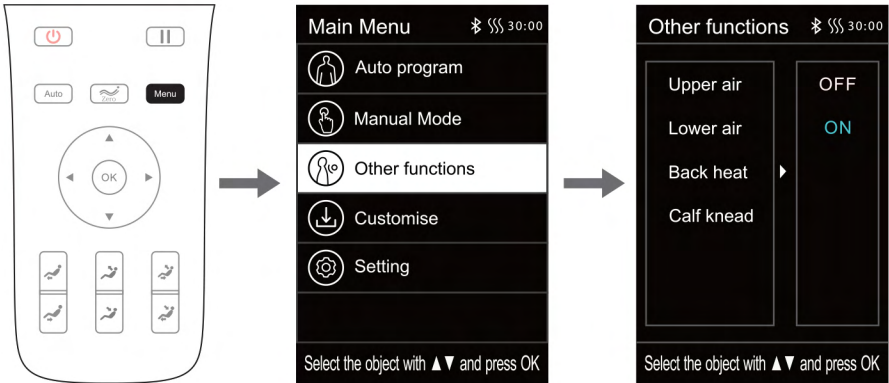 Auto
Zero
Menu
OK
Main Menu 30:00
Auto program
Manual Mode
Other functions
Customise
Setting
Select the object with ▲▼ and press OK
Other functions 30:00
Upper air
Lower air
Back heat
Calf knead
OFF
ON
Select the object with ▲▼ and press OK